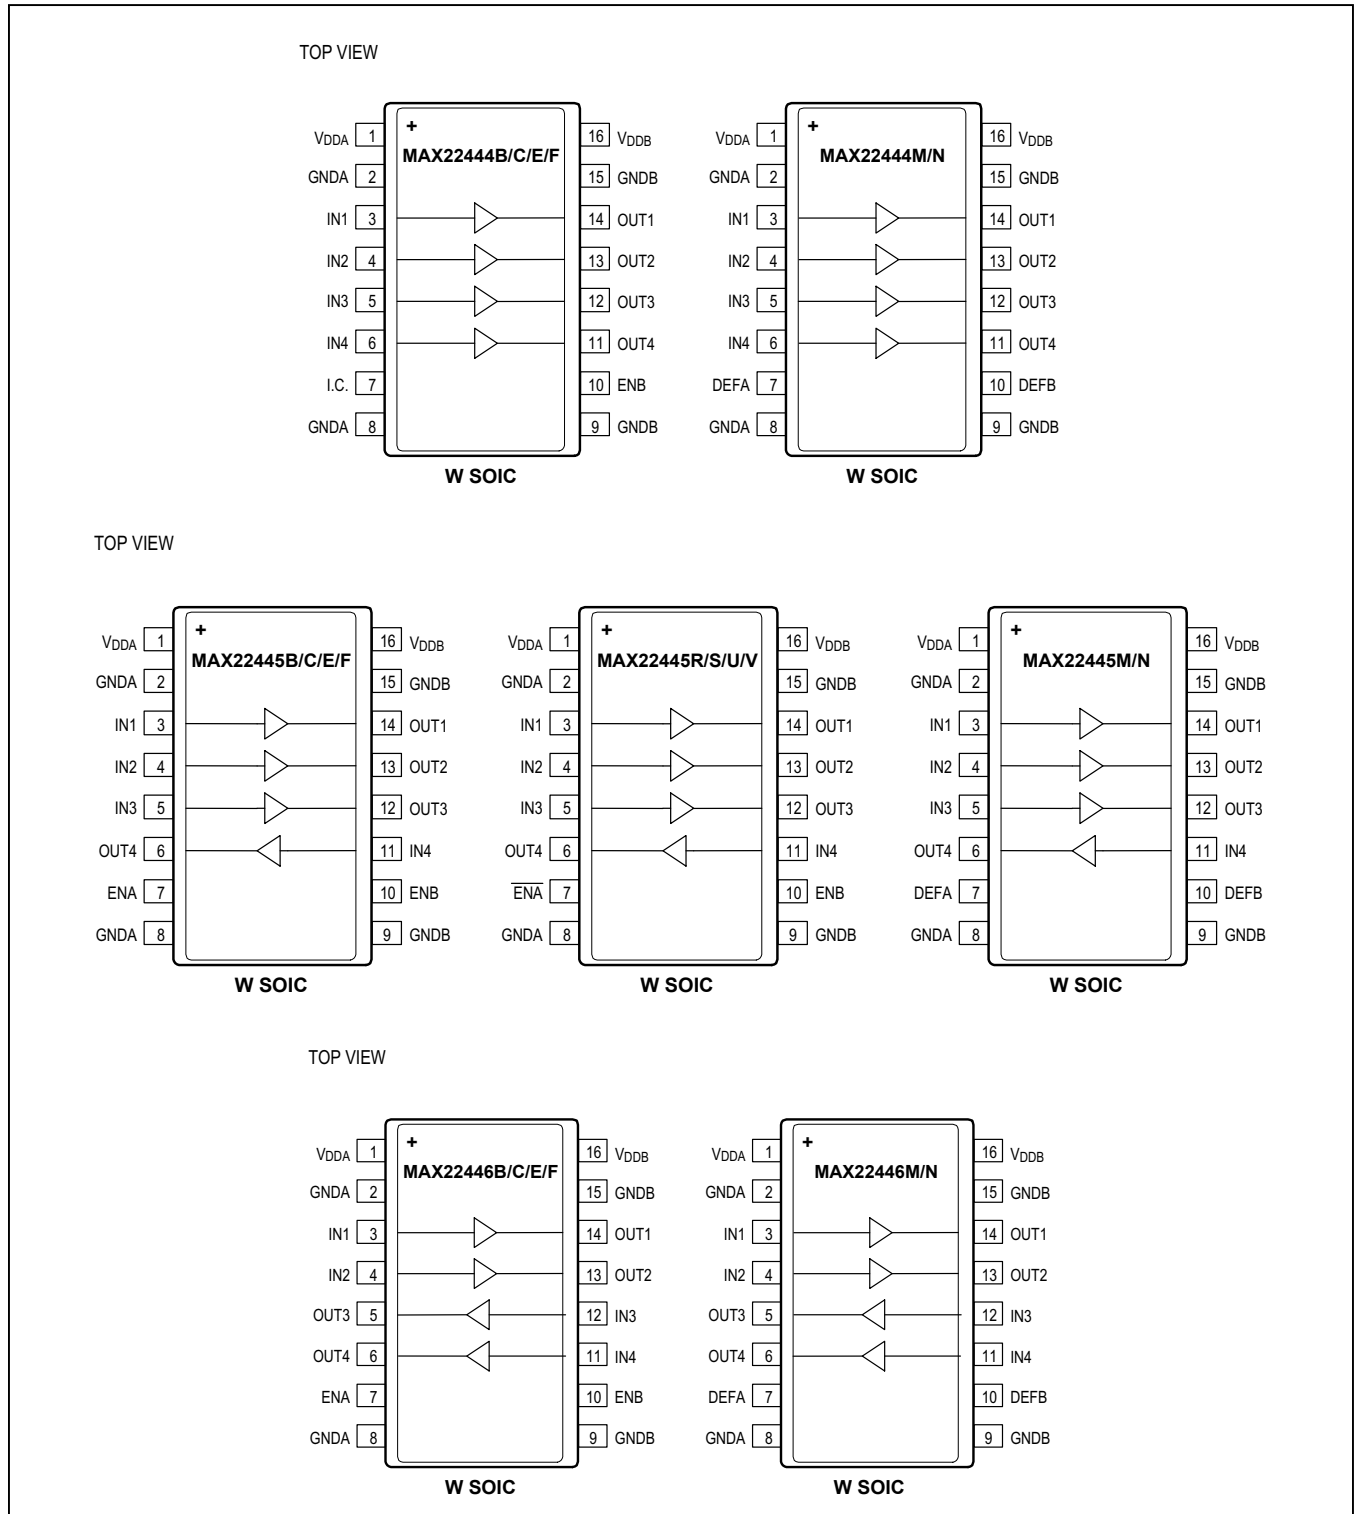 TOP VIEW
VDDA 1 + 16 VDDB
MAX22444B/C/E/F
GNDA 2 15 GNDB
IN1 3 14 OUT1
IN2 4 13 OUT2
IN3 5 12 OUT3
IN4 6 11 OUT4
I.C. 7 10 ENB
GNDA 8 9 GNDB
W SOIC
VDDA 1 + 16 VDDB
MAX22444M/N
GNDA 2 15 GNDB
IN1 3 14 OUT1
IN2 4 13 OUT2
IN3 5 12 OUT3
IN4 6 11 OUT4
DEFA 7 10 DEFB
GNDA 8 9 GNDB
W SOIC
TOP VIEW
VDDA 1 + 16 VDDB
MAX22445B/C/E/F
GNDA 2 15 GNDB
IN1 3 14 OUT1
IN2 4 13 OUT2
IN3 5 12 OUT3
OUT4 6 11 IN4
ENA 7 10 ENB
GNDA 8 9 GNDB
W SOIC
VDDA 1 + 16 VDDB
MAX22445R/S/U/V
GNDA 2 15 GNDB
IN1 3 14 OUT1
IN2 4 13 OUT2
IN3 5 12 OUT3
OUT4 6 11 IN4
E̅N̅A̅ 7 10 ENB
GNDA 8 9 GNDB
W SOIC
VDDA 1 + 16 VDDB
MAX22445M/N
GNDA 2 15 GNDB
IN1 3 14 OUT1
IN2 4 13 OUT2
IN3 5 12 OUT3
OUT4 6 11 IN4
DEFA 7 10 DEFB
GNDA 8 9 GNDB
W SOIC
TOP VIEW
VDDA 1 + 16 VDDB
MAX22446B/C/E/F
GNDA 2 15 GNDB
IN1 3 14 OUT1
IN2 4 13 OUT2
OUT3 5 12 IN3
OUT4 6 11 IN4
ENA 7 10 ENB
GNDA 8 9 GNDB
W SOIC
VDDA 1 + 16 VDDB
MAX22446M/N
GNDA 2 15 GNDB
IN1 3 14 OUT1
IN2 4 13 OUT2
OUT3 5 12 IN3
OUT4 6 11 IN4
DEFA 7 10 DEFB
GNDA 8 9 GNDB
W SOIC